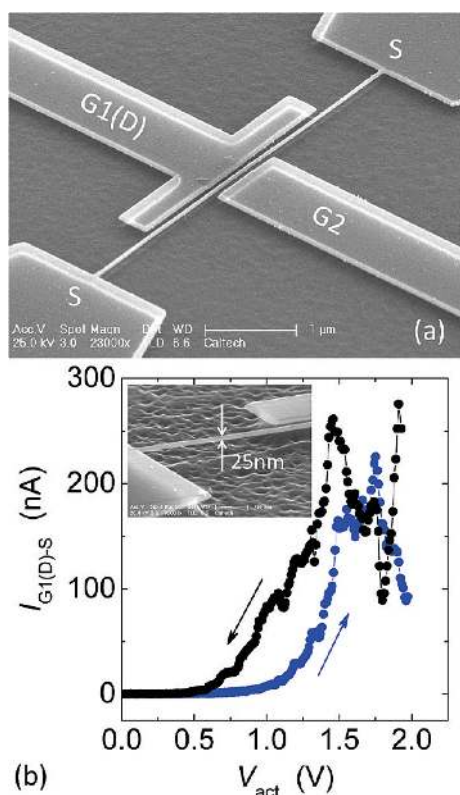 S
G1(D)
G2
S
Acc.V Spot Magn Det WD
25.0 kV 3.0 23000x TLD 6.6 Caltech
1 μm
(a)
300
200
100
0
I_G1(D)-S (nA)
25nm
0.0 0.5 1.0 1.5 2.0
V_act (V)
(b)